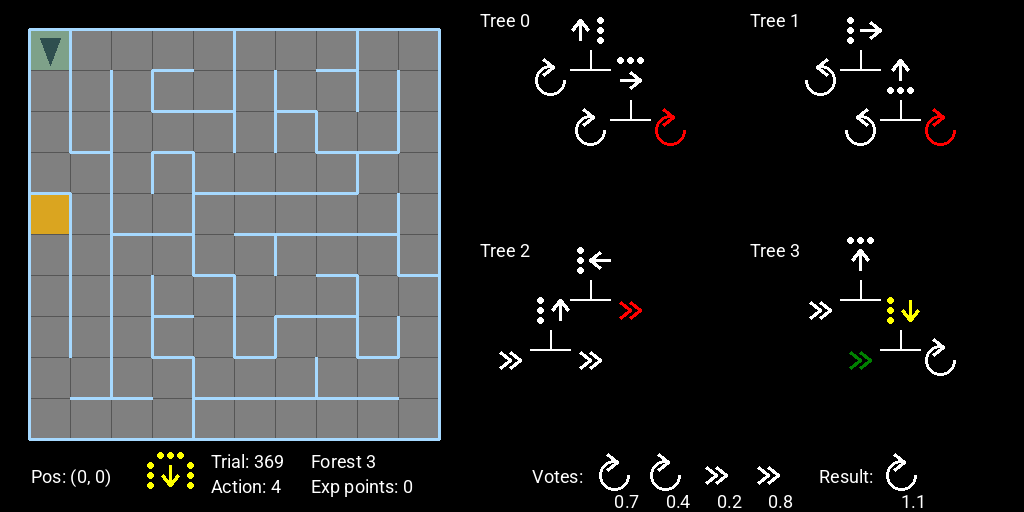 Tree 0
Tree 1
Tree 2
Tree 3
Pos: (0, 0)
Trial: 369
Forest 3
Action: 4
Exp points: 0
Votes:
0.7
0.4
0.2
0.8
Result:
1.1